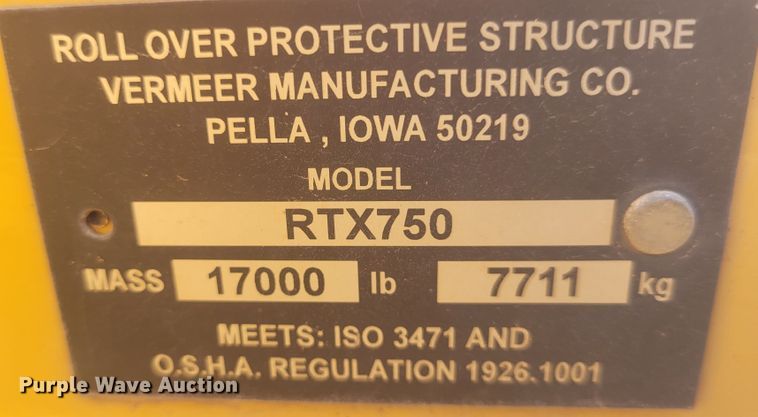 ROLL OVER PROTECTIVE STRUCTURE
VERMEER MANUFACTURING CO.
PELLA , IOWA 50219
MODEL
RTX750
MASS 17000 lb 7711 kg
MEETS: ISO 3471 AND
O.S.H.A. REGULATION 1926.1001
Purple Wave Auction